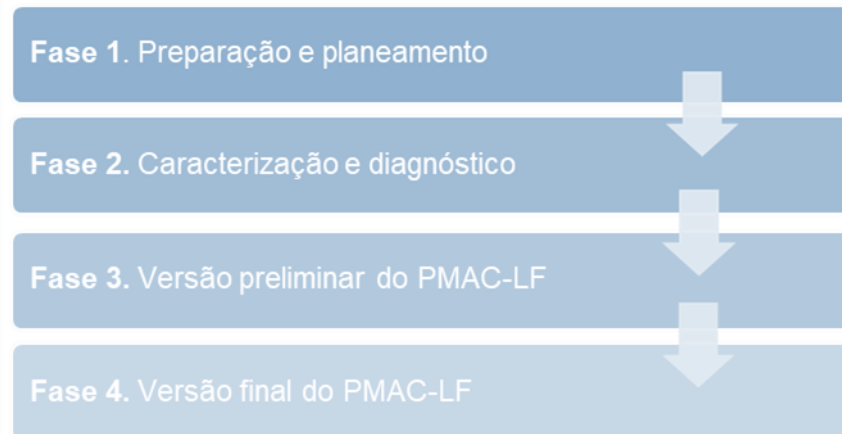 Fase 1. Preparação e planeamento
Fase 2. Caracterização e diagnóstico
Fase 3. Versão preliminar do PMAC-LF
Fase 4. Versão final do PMAC-LF